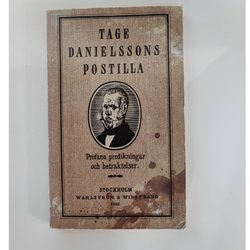 TAGE
DANIELSSONS
POSTILLA
Profana predikningar
och betraktelser.
STOCKHOLM
WAHLSTRÖM & WIDSTRAND